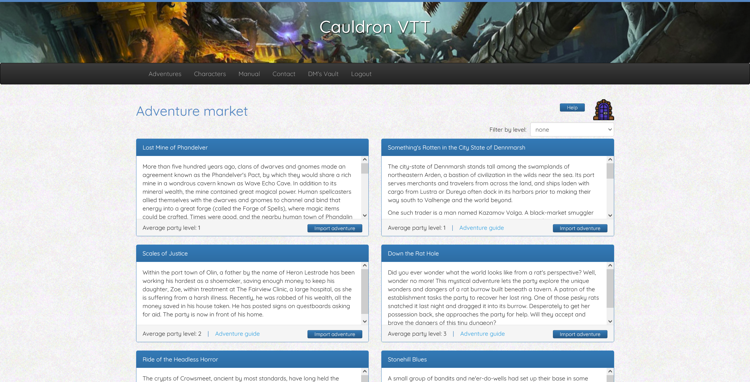 Cauldron VTT
Adventures Characters Manual Contact DM's Vault Logout
Adventure market
Help
Filter by level: none
Lost Mine of Phandelver
More than five hundred years ago, clans of dwarves and gnomes made an
agreement known as the Phandelver's Pact, by which they would share a rich
mine in a wondrous cavern known as Wave Echo Cave. In addition to its
mineral wealth, the mine contained great magical power. Human spellcasters
allied themselves with the dwarves and gnomes to channel and bind that
energy into a great forge (called the Forge of Spells), where magic items
could be crafted. Times were good, and the nearby human town of Phandalin
Average party level: 1
Import adventure
Something's Rotten in the City State of Dennmorsh
The city-state of Dennmorsh stands tall among the swamplands of
northeastern Arden, a bastion of civilization in the wilds near the sea. Its port
serves merchants and travelers from across the land, and ships laden with
cargo from Lustra or Dureya often dock in its harbors prior to making their
way south to Valhenge and the world beyond.
One such trader is a man named Kazamov Volga. A black-market smuggler
Average party level: 1 | Adventure guide
Import adventure
Scales of Justice
Within the port town of Olin, a father by the name of Heron Lestrade has been
working his hardest as a shoemaker, saving enough money to keep his
daughter, Zoe, within treatment at The Fairview Clinic, a large hospital, as she
is suffering from a harsh illness. Recently, he was robbed of his wealth, all the
money saved in his house taken. He has posted signs on questboards asking
for aid. The party is now in front of his home.
Average party level: 2 | Adventure guide
Import adventure
Down the Rat Hole
Did you ever wonder what the world looks like from a rat's perspective? Well,
wonder no more! This mystical adventure lets the party explore the unique
wonders and dangers of a rat burrow built beneath a tavern. A patron of the
establishment tasks the party to recover her lost ring. One of those pesky rats
snatched it last night and dragged it into its burrow. Desperately to get her
possession back, she approaches the party for help. Will they accept and
brave the dangers of this tiny dungeon?
Average party level: 3 | Adventure guide
Import adventure
Ride of the Headless Horror
The crypts of Crowsmeet, ancient by most standards, have long held the
Stonehill Blues
A small group of bandits and ne'er-do-wells had set up their base in some